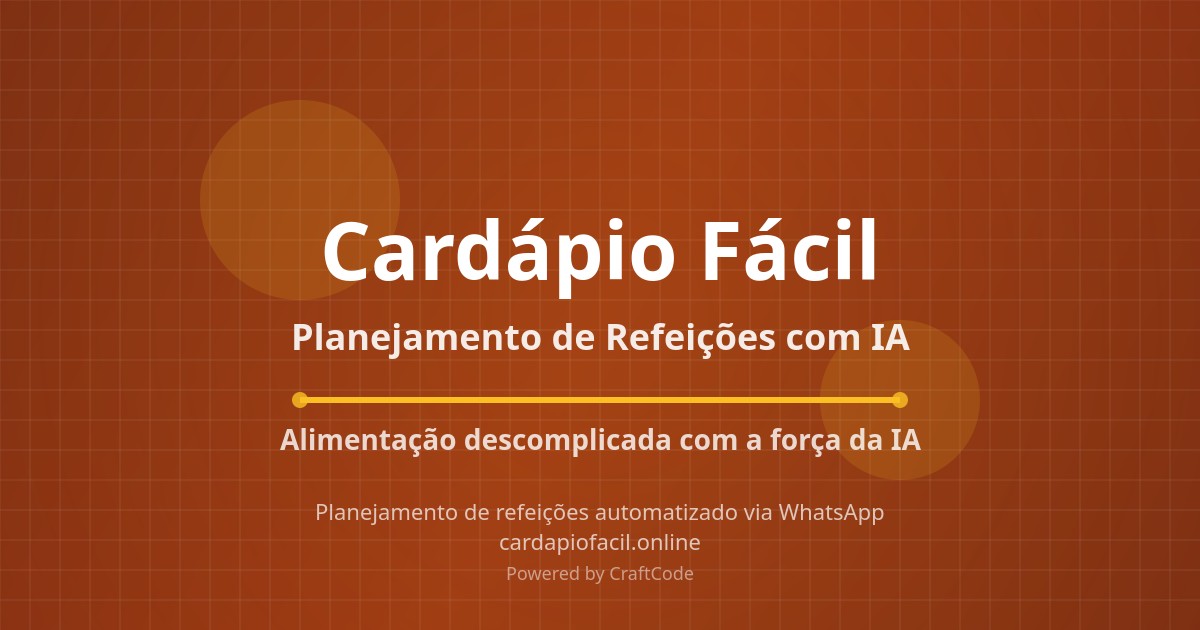 Cardápio Fácil
Planejamento de Refeições com IA
Alimentação descomplicada com a força da IA
Planejamento de refeições automatizado via WhatsApp
cardapiofacil.online
Powered by CraftCode